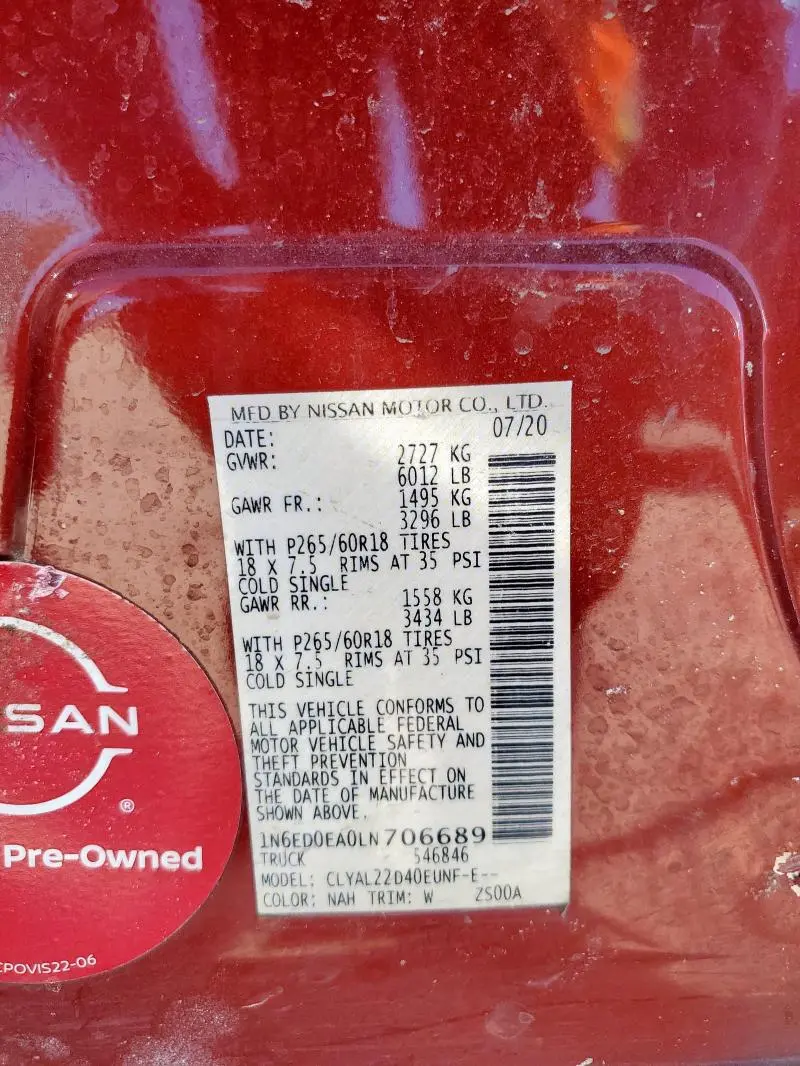 MFD BY NISSAN MOTOR CO., LTD.
DATE: 07/20
GVWR: 2727 KG
6012 LB
GAWR FR.: 1495 KG
3296 LB
WITH P265/60R18 TIRES
18 X 7.5 RIMS AT 35 PSI
COLD SINGLE
GAWR RR.: 1558 KG
3434 LB
WITH P265/60R18 TIRES
18 X 7.5 RIMS AT 35 PSI
COLD SINGLE
THIS VEHICLE CONFORMS TO
ALL APPLICABLE FEDERAL
MOTOR VEHICLE SAFETY AND
THEFT PREVENTION
STANDARDS IN EFFECT ON
THE DATE OF MANUFACTURE
SHOWN ABOVE.
1N6ED0EA0LN706689
TRUCK 546846
MODEL: CLYAL22D40EUNF-E--
COLOR: NAH TRIM: W ZS00A
SSAN
®
Pre-Owned
CPOVIS22-06